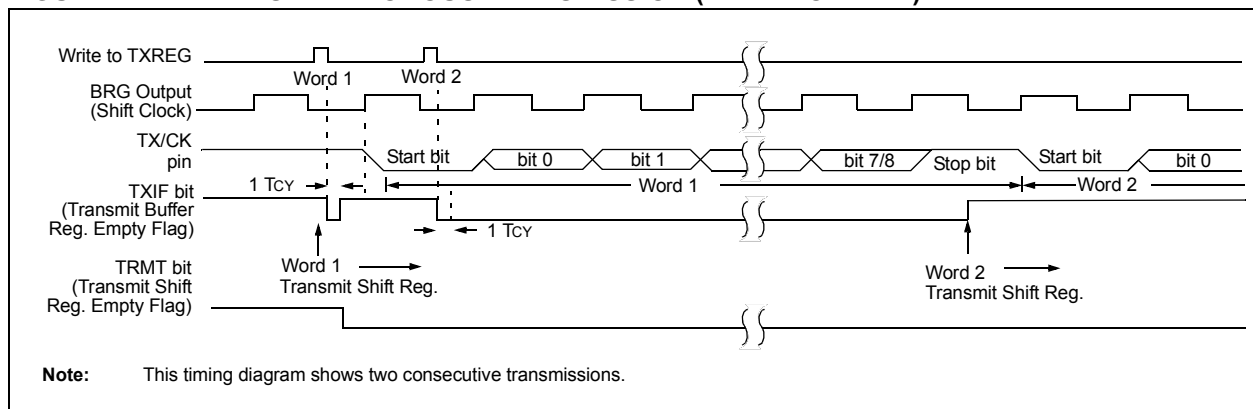 Write to TXREG
Word 1
Word 2
BRG Output
(Shift Clock)
TX/CK
pin
Start bit
bit 0
bit 1
bit 7/8
Stop bit
Start bit
bit 0
1 TCY
Word 1
Word 2
TXIF bit
(Transmit Buffer
Reg. Empty Flag)
1 TCY
Word 1
Transmit Shift Reg.
Word 2
Transmit Shift Reg.
TRMT bit
(Transmit Shift
Reg. Empty Flag)
Note: This timing diagram shows two consecutive transmissions.